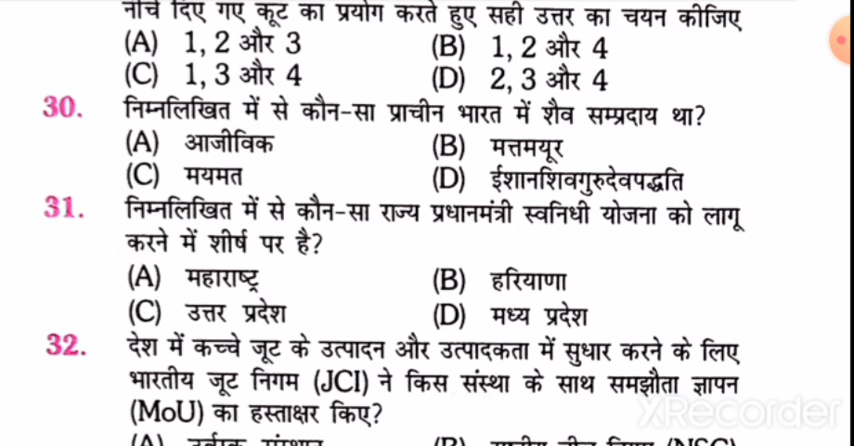 नीचे दिए गए कूट का प्रयोग करते हुए सही उत्तर का चयन कीजिए
(A) 1, 2 और 3 (B) 1, 2 और 4
(C) 1, 3 और 4 (D) 2, 3 और 4
30. निम्नलिखित में से कौन-सा प्राचीन भारत में शैव सम्प्रदाय था?
(A) आजीविक (B) मत्तमयूर
(C) मयमत (D) ईशानशिवगुरुदेवपद्धति
31. निम्नलिखित में से कौन-सा राज्य प्रधानमंत्री स्वनिधी योजना को लागू
करने में शीर्ष पर है?
(A) महाराष्ट्र (B) हरियाणा
(C) उत्तर प्रदेश (D) मध्य प्रदेश
32. देश में कच्चे जूट के उत्पादन और उत्पादकता में सुधार करने के लिए
भारतीय जूट निगम (JCI) ने किस संस्था के साथ समझौता ज्ञापन
(MoU) का हस्ताक्षर किए?
XRecorder
(A) (B) (NSC)